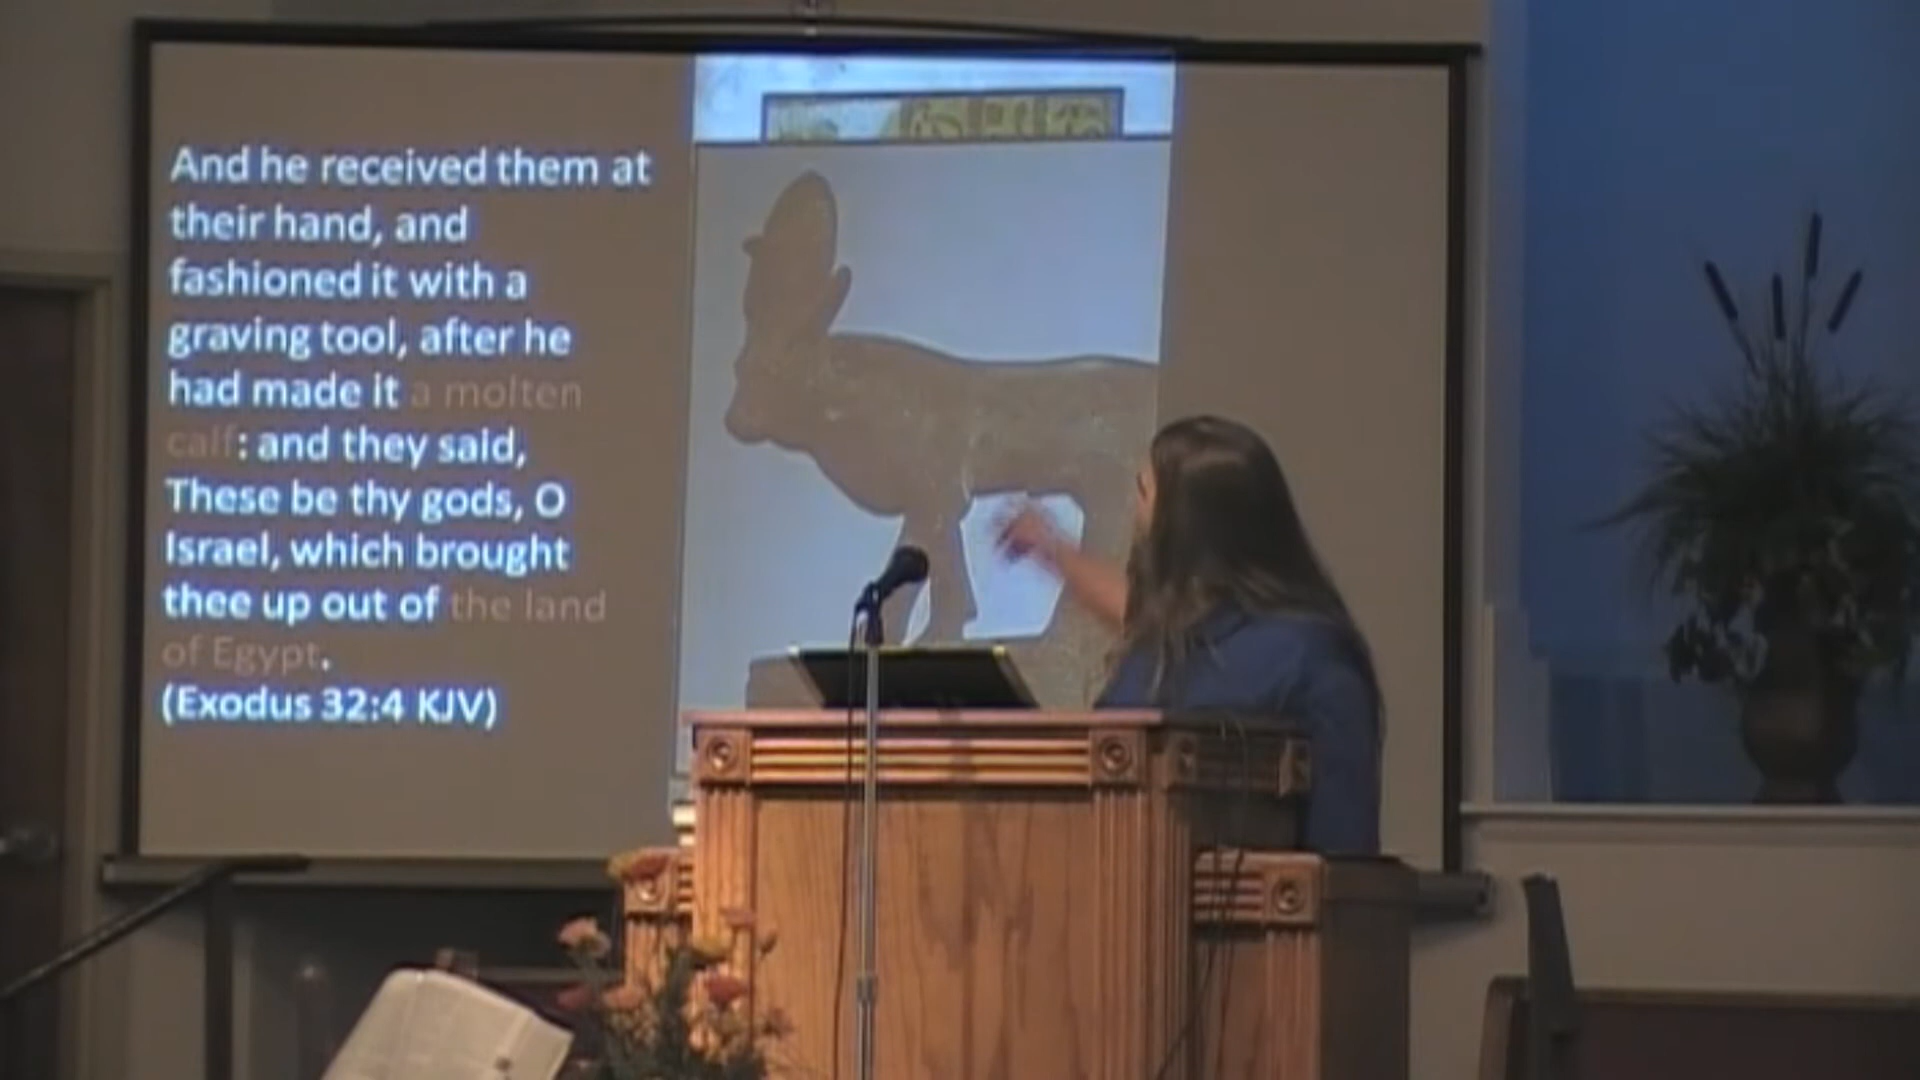 And he received them at
their hand, and
fashioned it with a
graving tool, after he
had made it a molten
calf: and they said,
These be thy gods, O
Israel, which brought
thee up out of the land
of Egypt.
(Exodus 32:4 KJV)